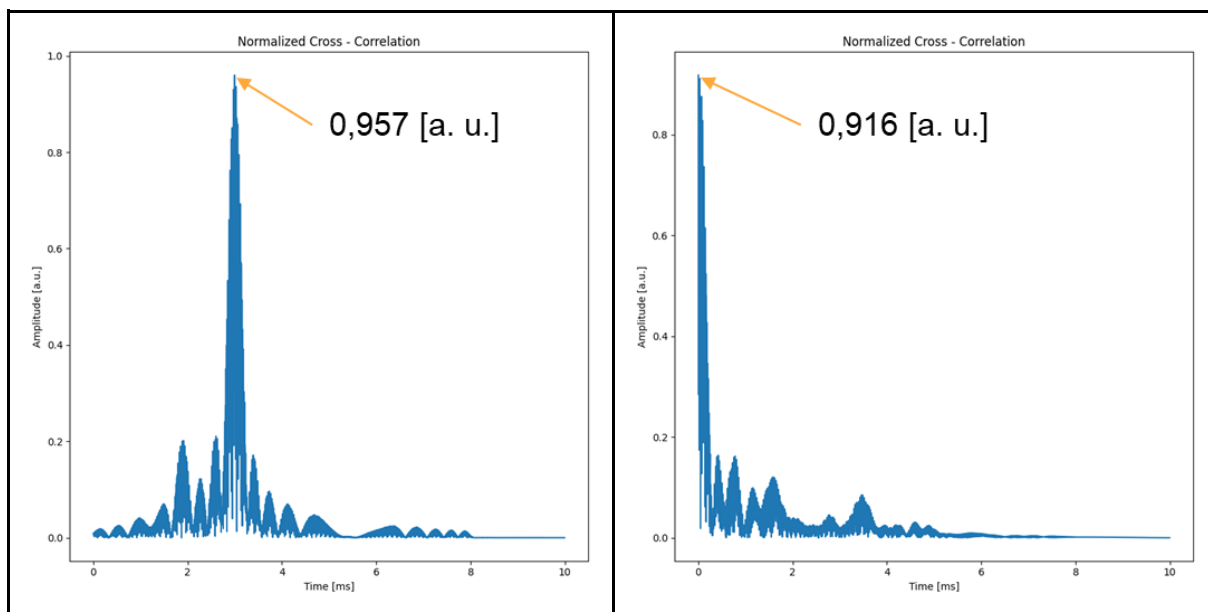 Normalized Cross - Correlation
1.0
0.8
0.6
0.4
0.2
0.0
Amplitude [a.u.]
0,957 [a. u.]
0 2 4 6 8 10
Time [ms]
Normalized Cross - Correlation
0.8
0.6
0.4
0.2
0.0
Amplitude [a.u.]
0,916 [a. u.]
0 2 4 6 8 10
Time [ms]